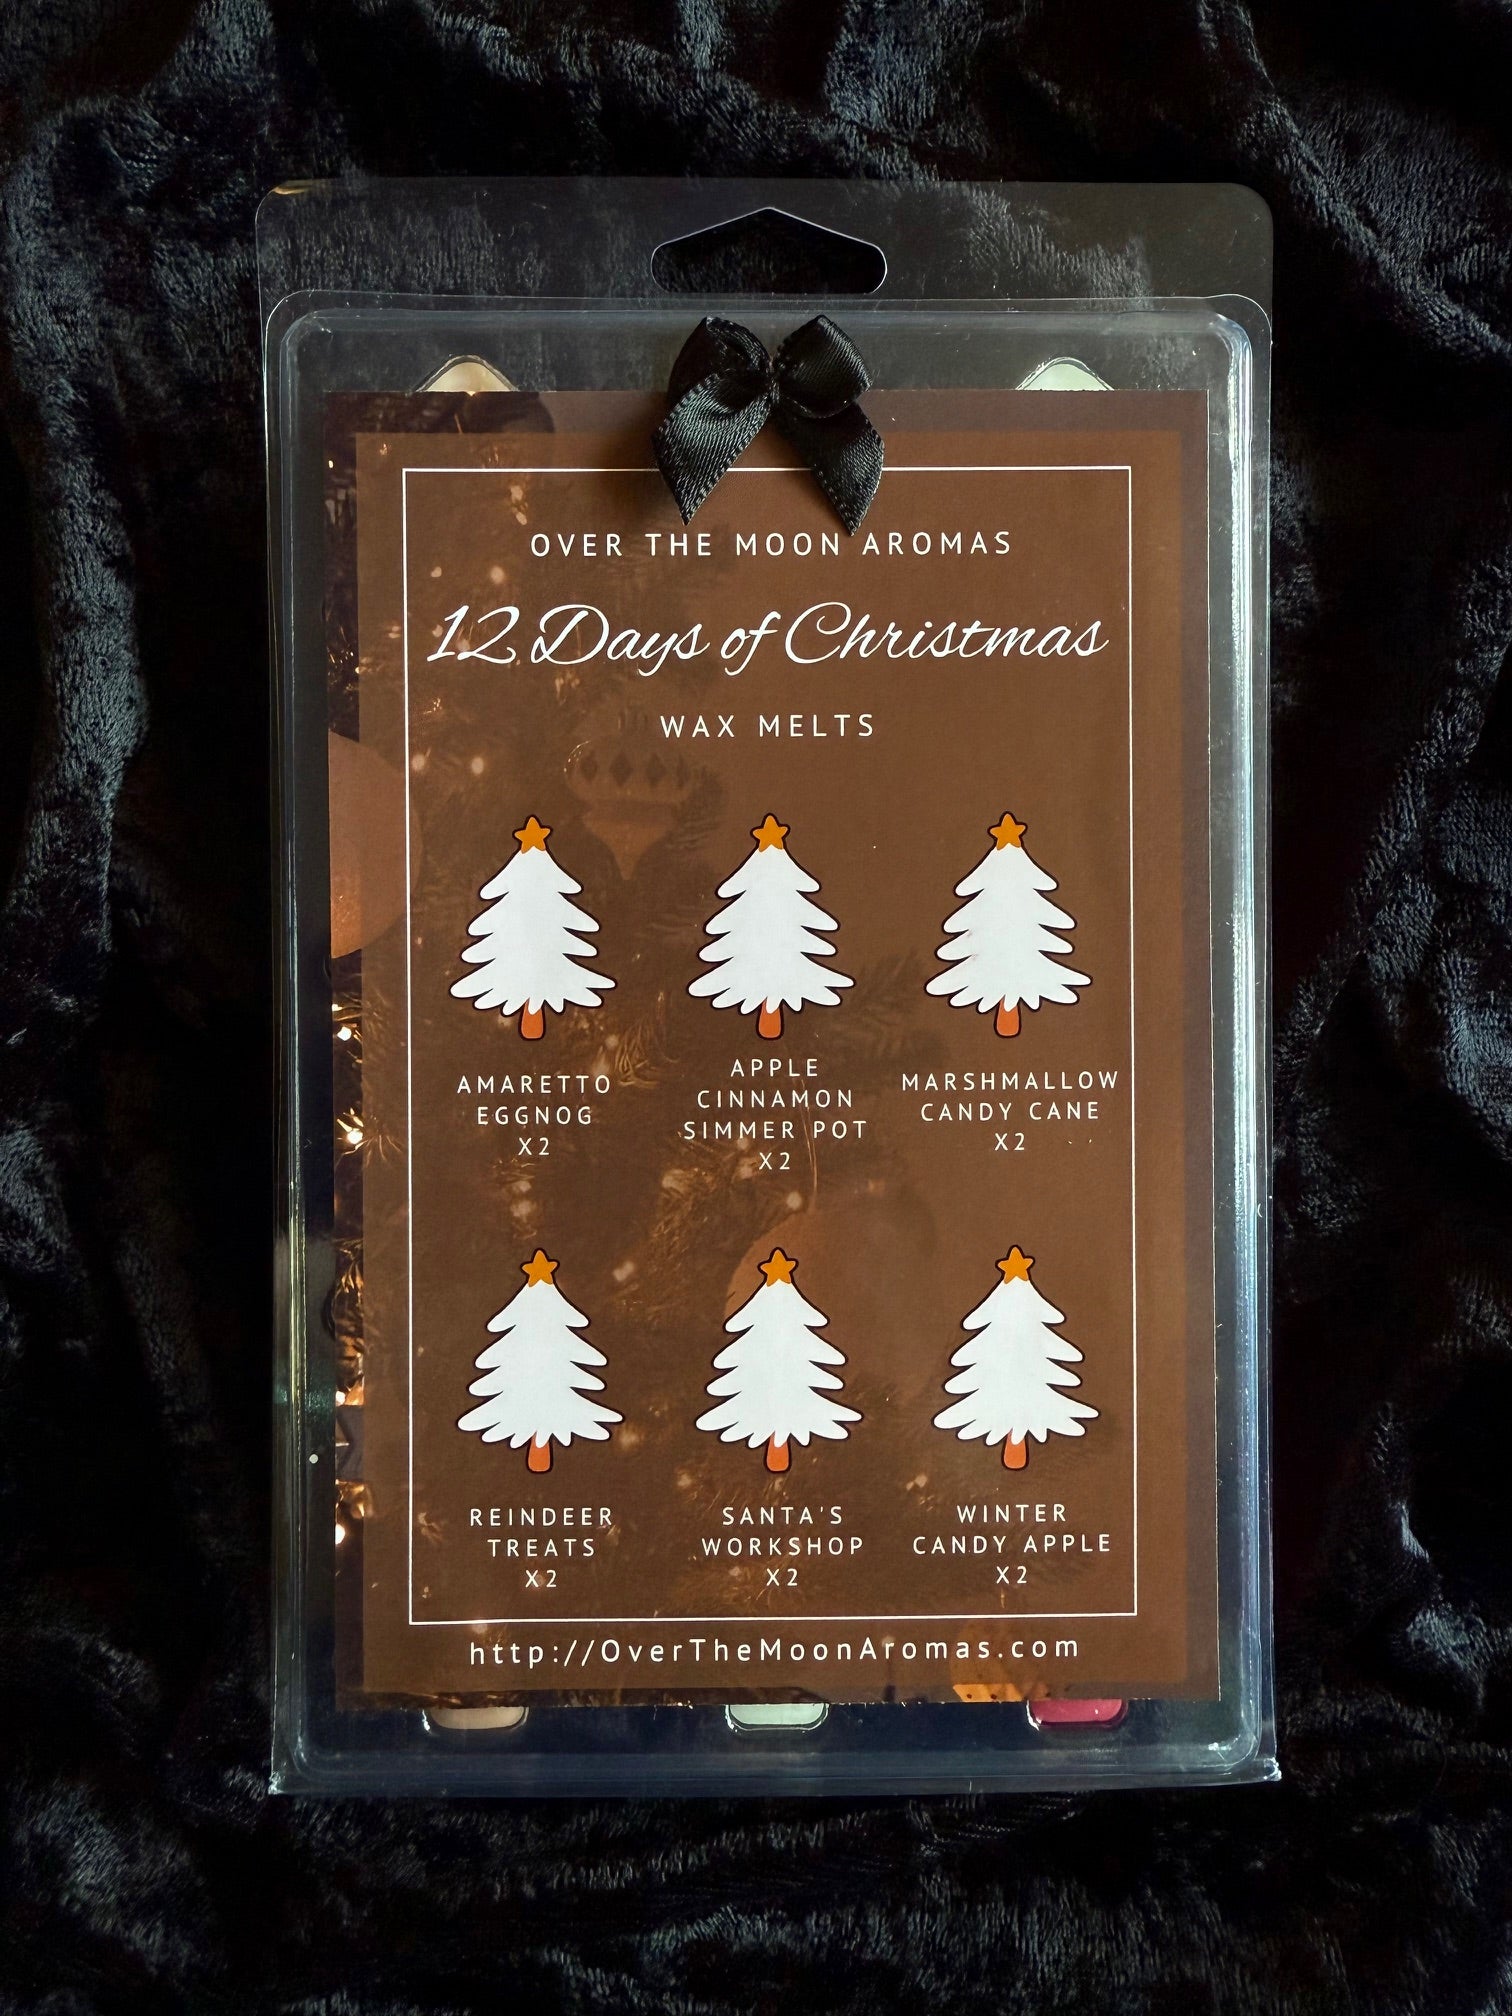 OVER THE MOON AROMAS
12 Days of Christmas
WAX MELTS
AMARETTO
EGGNOG
X2
APPLE
CINNAMON
SIMMER POT
X2
MARSHMALLOW
CANDY CANE
X2
REINDEER
TREATS
X2
SANTA'S
WORKSHOP
X2
WINTER
CANDY APPLE
X2
http://OverTheMoonAromas.com